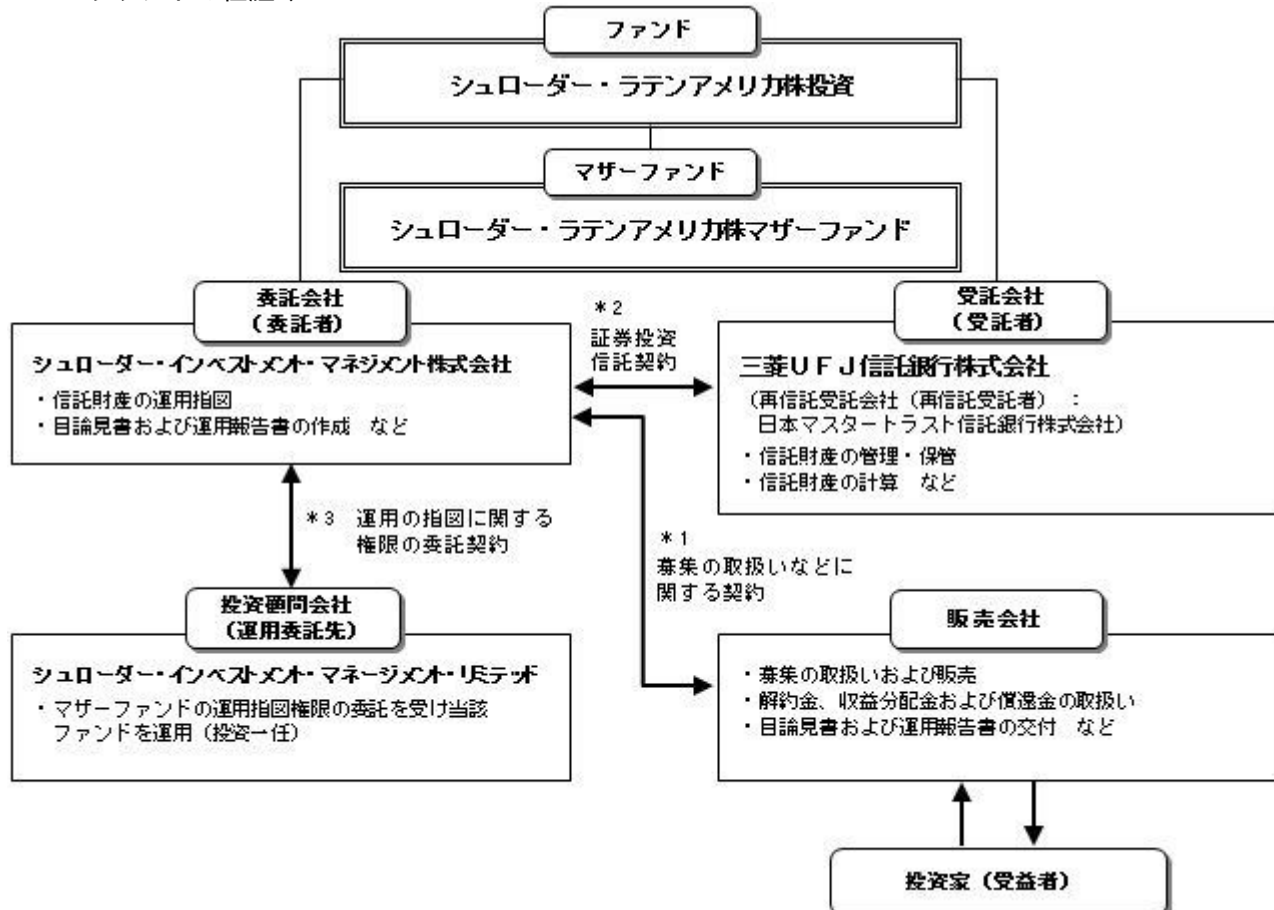 ファンド
シュローダー・ラテンアメリカ株投資
マザーファンド
シュローダー・ラテンアメリカ株マザーファンド
委託会社
(委託者)
シュローダー・インベストメント・マネジメント株式会社
・信託財産の運用指図
・目論見書および運用報告書の作成 など
*2
証券投資
信託契約
受託会社
(受託者)
三菱UFJ信託銀行株式会社
(再信託受託会社(再信託受託者) :
日本マスタートラスト信託銀行株式会社)
・信託財産の管理・保管
・信託財産の計算 など
*3 運用の指図に関する
権限の委託契約
*1
募集の取扱いなどに
関する契約
投資顧問会社
(運用委託先)
シュローダー・インベストメント・マネージメント・リミテッド
・マザーファンドの運用指図権限の委託を受け当該
ファンドを運用(投資一任)
販売会社
・募集の取扱いおよび販売
・解約金、収益分配金および償還金の取扱い
・目論見書および運用報告書の交付 など
投資家(受益者)